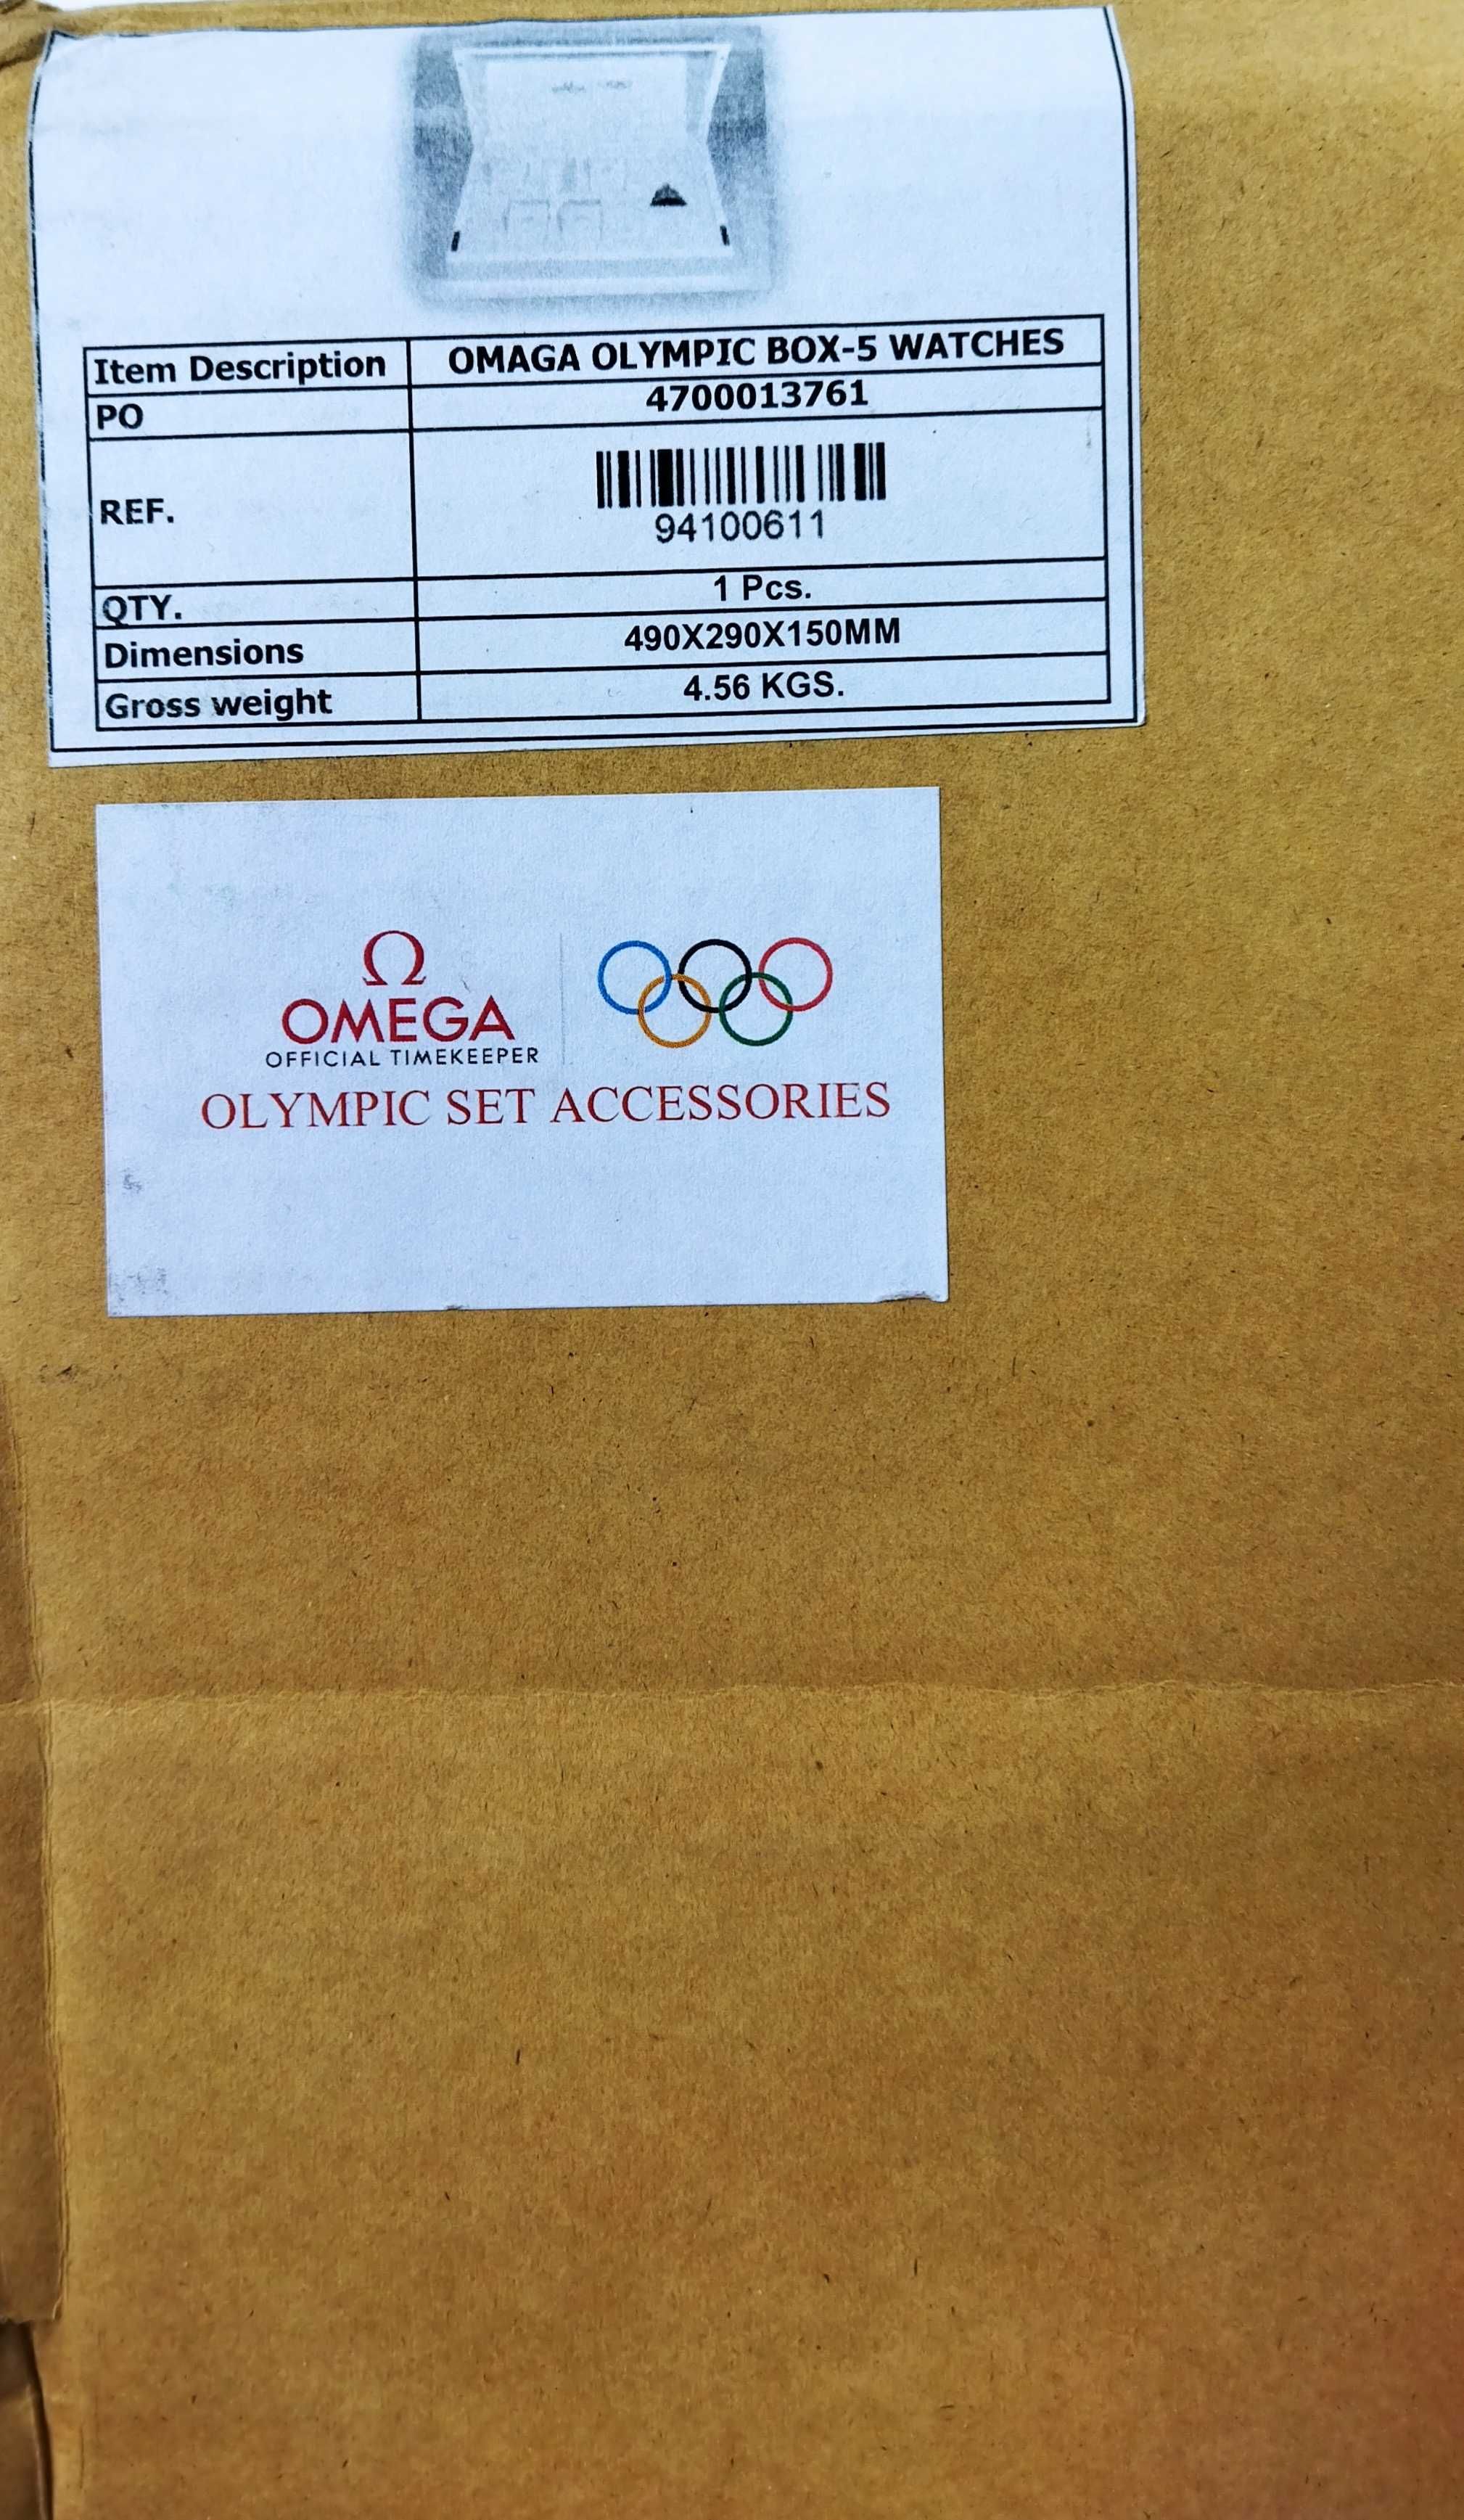 Item Description OMAGA OLYMPIC BOX-5 WATCHES
PO 4700013761
REF. 94100611
QTY. 1 Pcs.
Dimensions 490X290X150MM
Gross weight 4.56 KGS.
Ω
OMEGA
OFFICIAL TIMEKEEPER
OLYMPIC SET ACCESSORIES